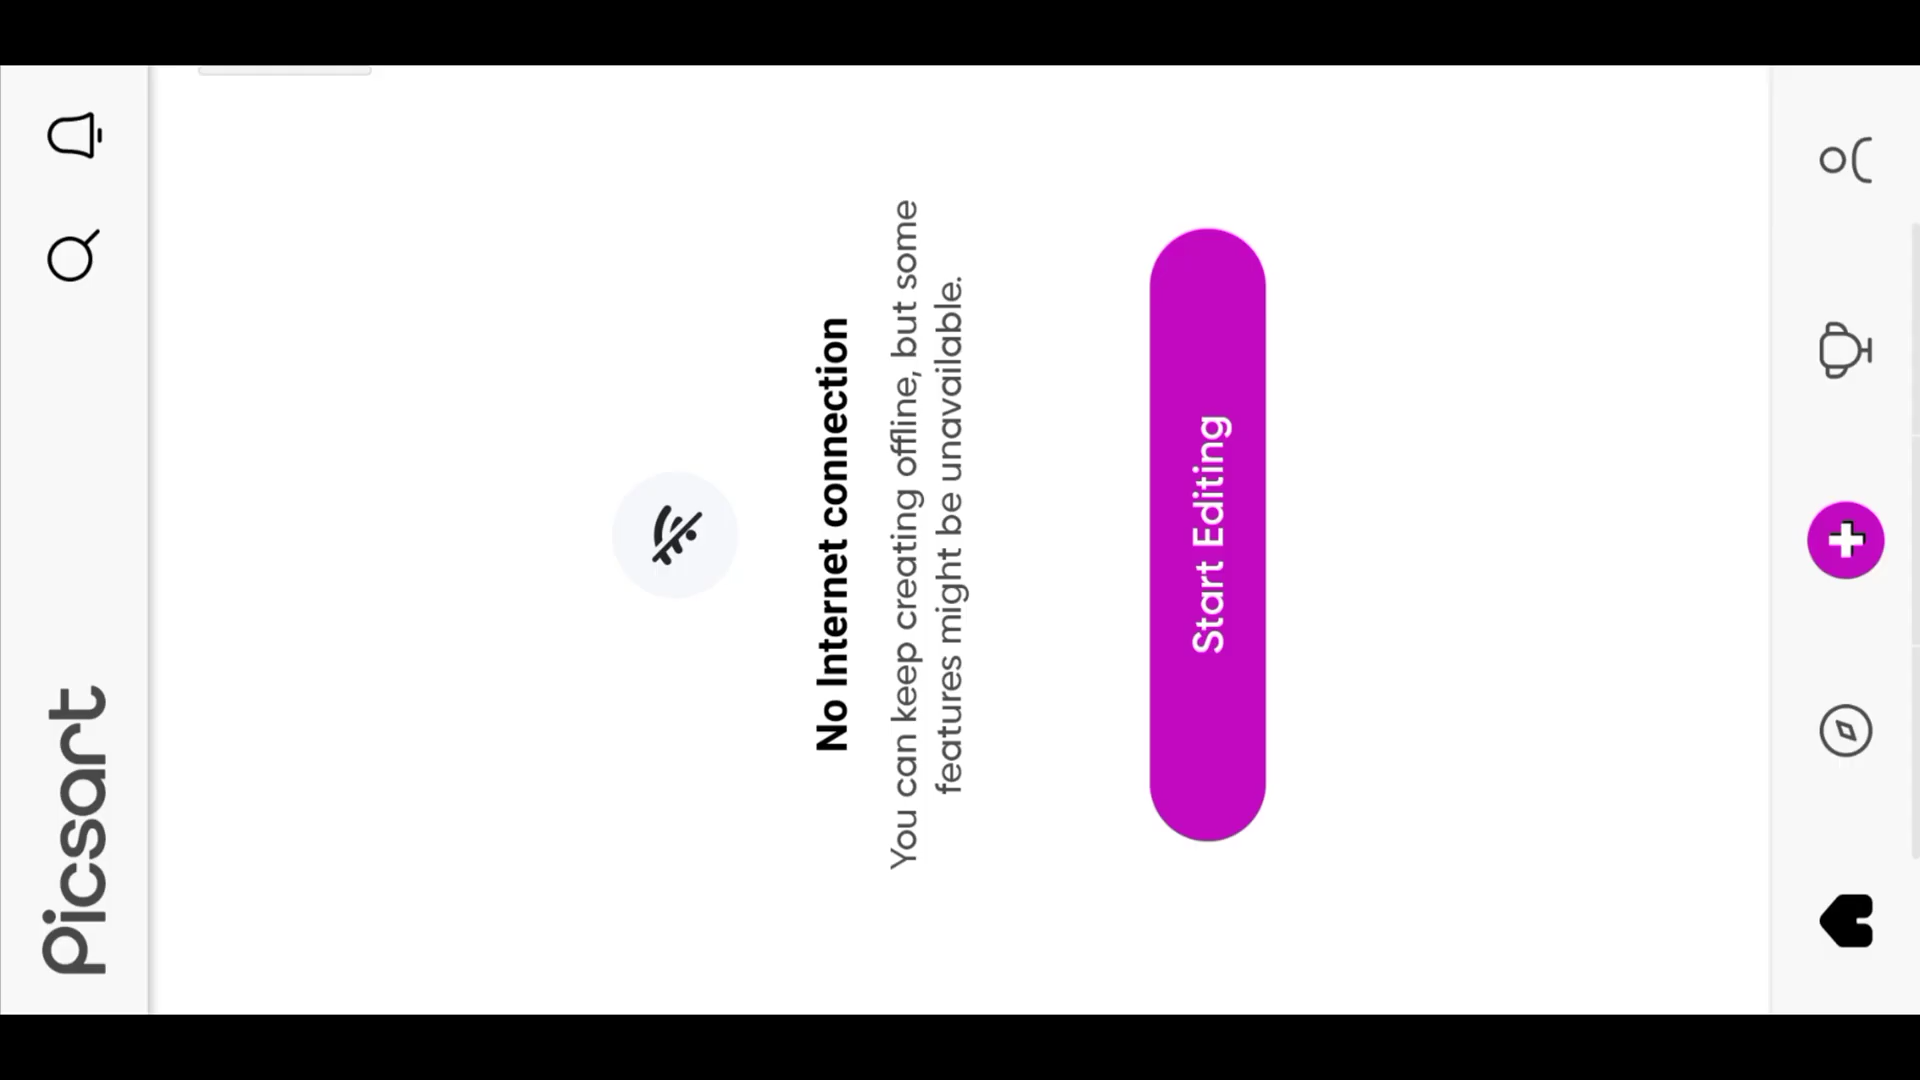 Picsart
No Internet connection
You can keep creating offline, but some
features might be unavailable.
Start Editing